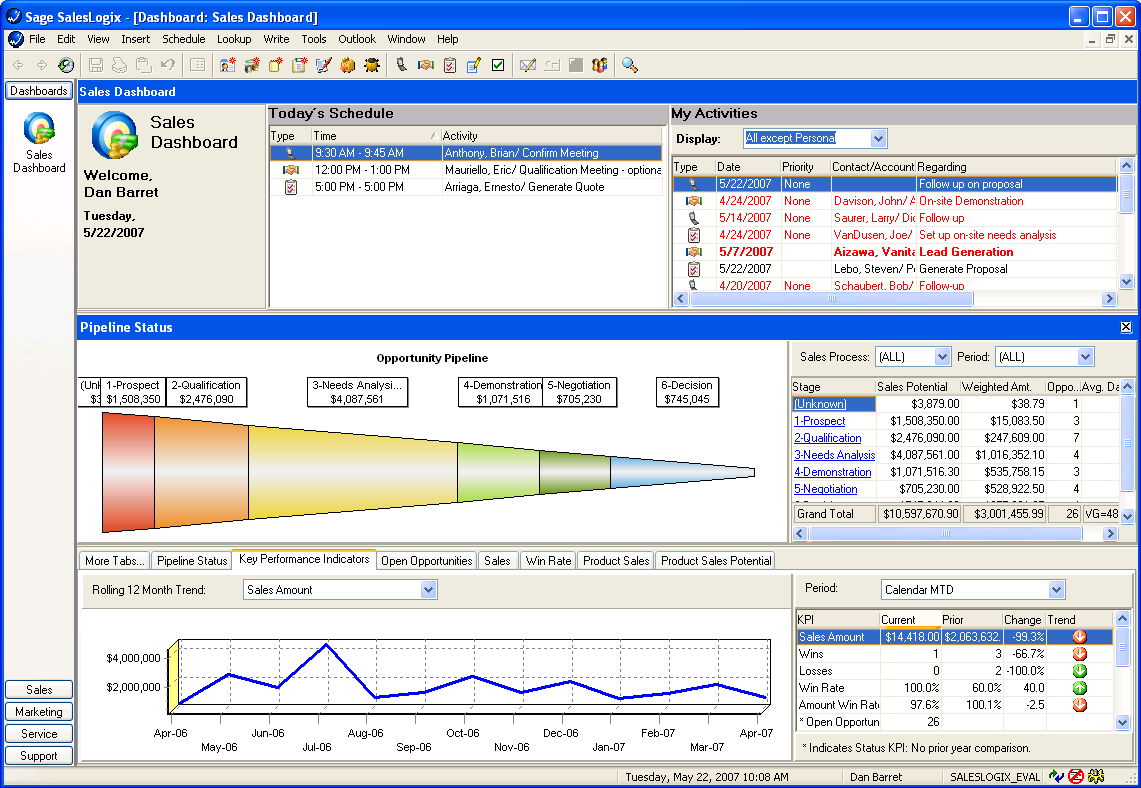 Sage SalesLogix - [Dashboard: Sales Dashboard]
File Edit View Insert Schedule Lookup Write Tools Outlook Window Help
Dashboards
Sales Dashboard
Sales
Dashboard
Sales
Dashboard
Welcome,
Dan Barret
Tuesday,
5/22/2007
Today´s Schedule
Type Time Activity
9:30 AM - 9:45 AM Anthony, Brian/ Confirm Meeting
12:00 PM - 1:00 PM Mauriello, Eric/ Qualification Meeting - optiona
5:00 PM - 5:00 PM Arriaga, Ernesto/ Generate Quote
My Activities
Display: All except Personal
Type Date Priority Contact/Account Regarding
5/22/2007 None Follow up on proposal
4/24/2007 None Davison, John/ A On-site Demonstration
5/14/2007 None Saurer, Larry/ Dic Follow up
4/24/2007 None VanDusen, Joe/ Set up on-site needs analysis
5/7/2007 Aizawa, Vanita Lead Generation
5/22/2007 Lebo, Steven/ Pe Generate Proposal
4/20/2007 None Schaubert, Bob/ Follow-up
Pipeline Status
Opportunity Pipeline
(Unk 1-Prospect 2-Qualification 3-Needs Analysi... 4-Demonstration 5-Negotiation 6-Decision
$3 $1,508,350 $2,476,090 $4,087,561 $1,071,516 $705,230 $745,045
Sales Process: (ALL) Period: (ALL)
Stage Sales Potential Weighted Amt. Oppo... Avg. Da
(Unknown) $3,879.00 $38.79 1
1-Prospect $1,508,350.00 $15,083.50 3
2-Qualification $2,476,090.00 $247,609.00 7
3-Needs Analysis $4,087,561.00 $1,016,352.10 4
4-Demonstration $1,071,516.30 $535,758.15 3
5-Negotiation $705,230.00 $528,922.50 4
Grand Total $10,597,670.90 $3,001,455.99 26 VG=48
More Tabs... Pipeline Status Key Performance Indicators Open Opportunities Sales Win Rate Product Sales Product Sales Potential
Rolling 12 Month Trend: Sales Amount
$4,000,000
$2,000,000
Apr-06 May-06 Jun-06 Jul-06 Aug-06 Sep-06 Oct-06 Nov-06 Dec-06 Jan-07 Feb-07 Mar-07 Apr-07
Period: Calendar MTD
KPI Current Prior Change Trend
Sales Amount $14,418.00 $2,063,632. -99.3%
Wins 1 3 -66.7%
Losses 0 2 -100.0%
Win Rate 100.0% 60.0% 40.0
Amount Win Rate 97.6% 100.1% -2.5
* Open Opportun 26
* Indicates Status KPI: No prior year comparison.
Sales
Marketing
Service
Support
Tuesday, May 22, 2007 10:08 AM Dan Barret SALESLOGIX_EVAL